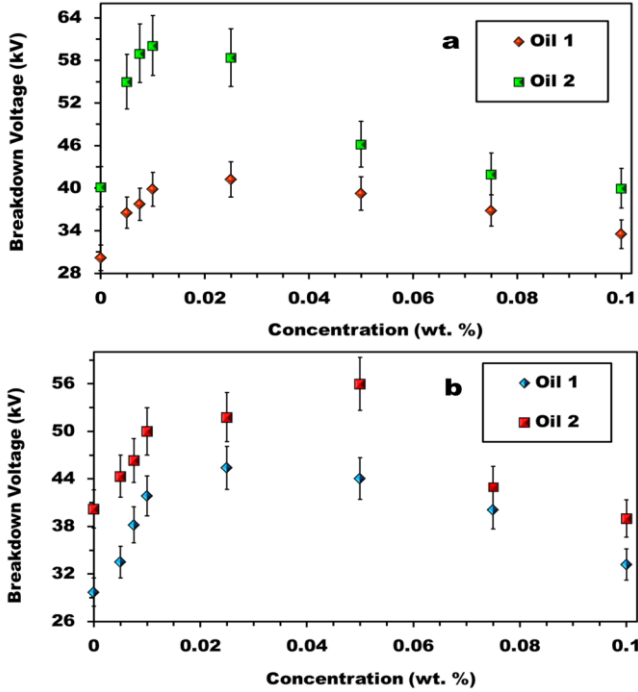 64
58
52
46
40
34
28
Breakdown Voltage (kV)
a
Oil 1
Oil 2
0 0.02 0.04 0.06 0.08 0.1
Concentration (wt. %)
56
50
44
38
32
26
Breakdown Voltage (kV)
b
Oil 1
Oil 2
0 0.02 0.04 0.06 0.08 0.1
Concentration (wt. %)